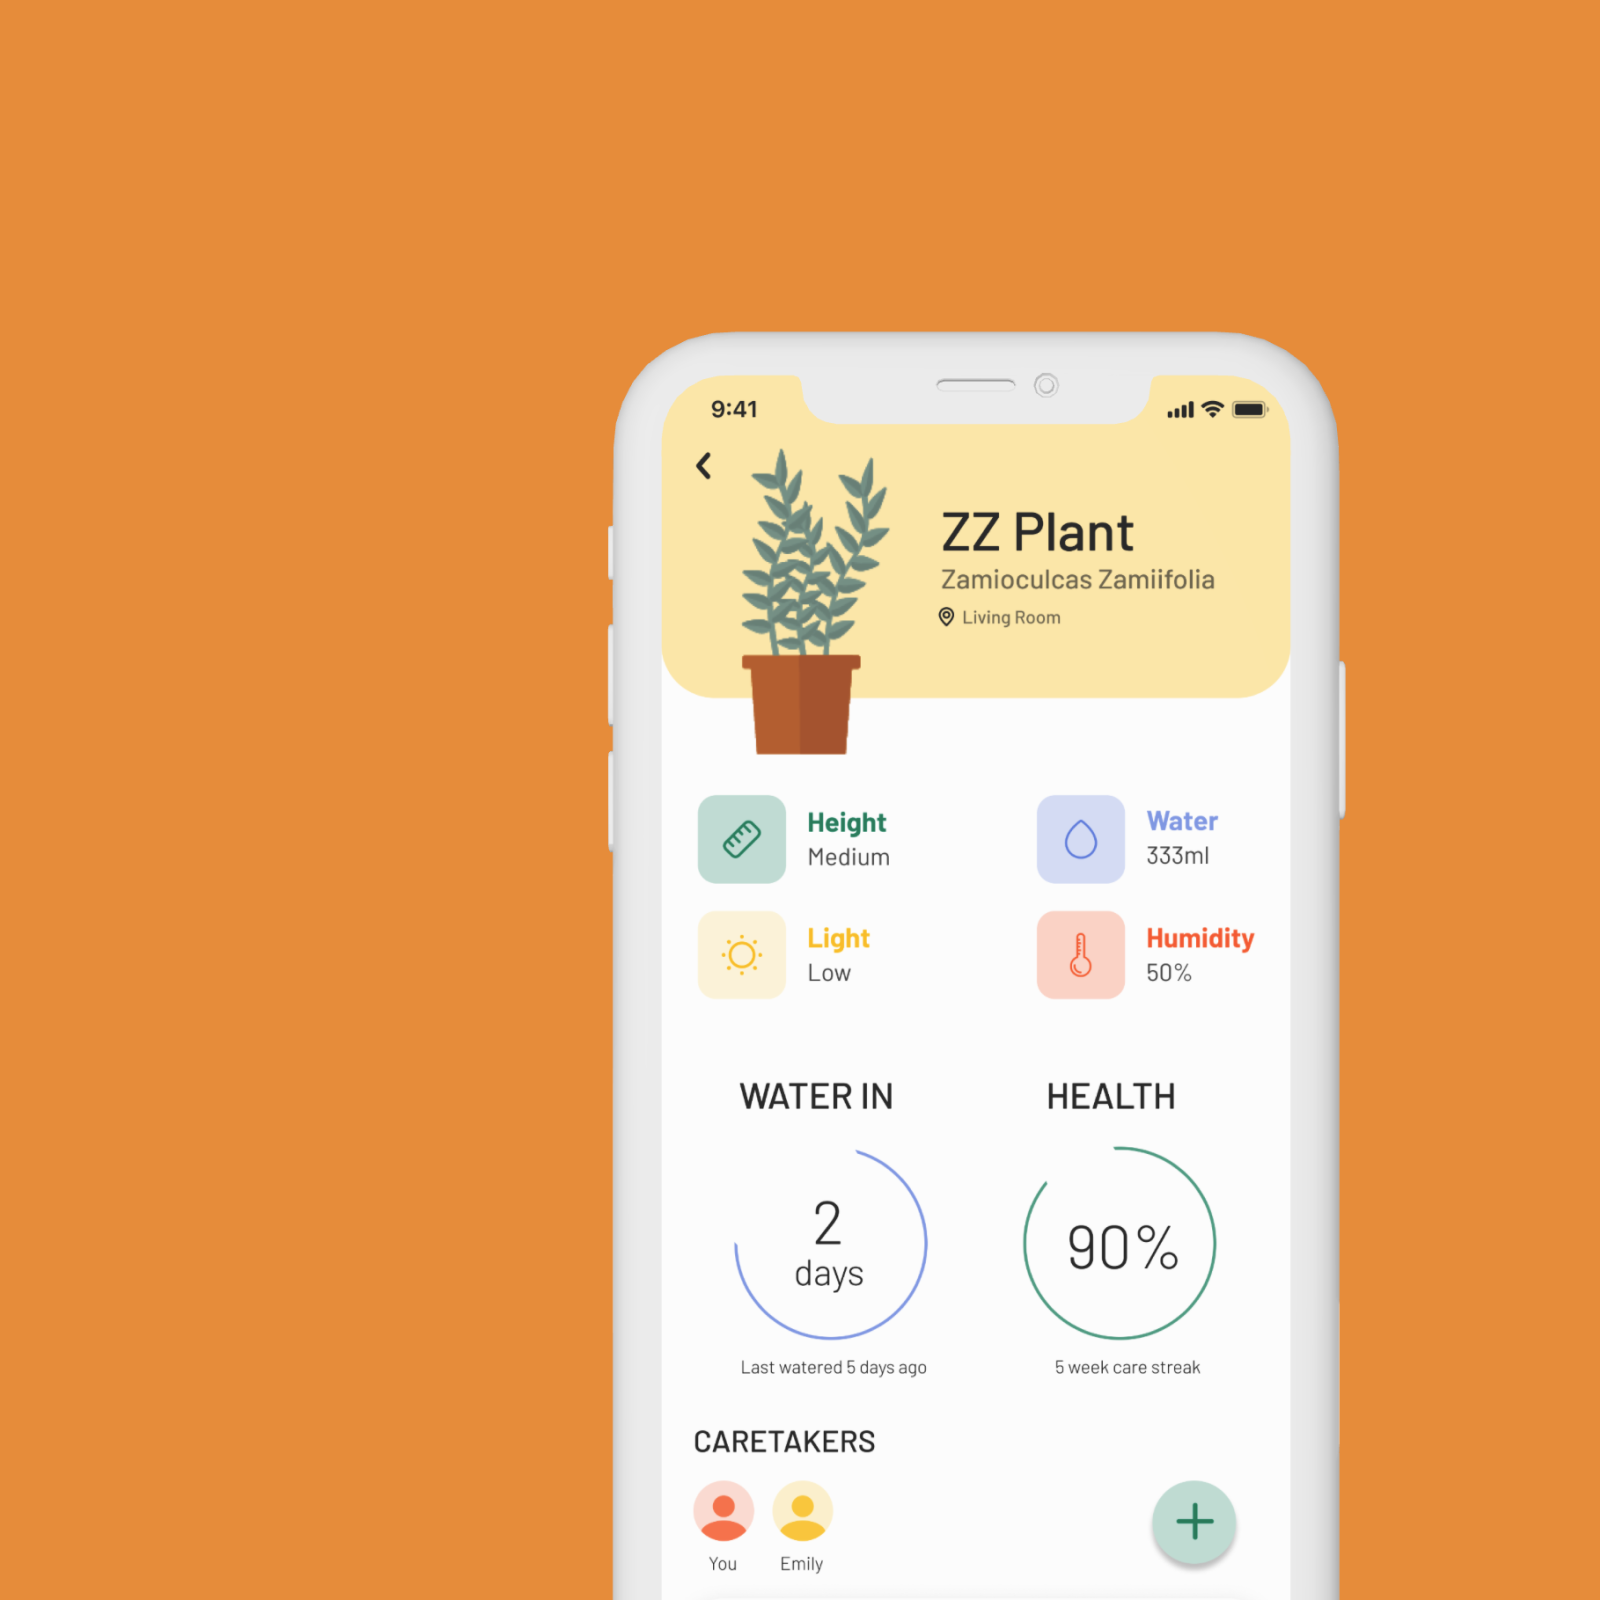 9:41
ZZ Plant
Zamioculcas Zamiifolia
Living Room
Height
Medium
Water
333ml
Light
Low
Humidity
50%
WATER IN
2
days
Last watered 5 days ago
HEALTH
90%
5 week care streak
CARETAKERS
You
Emily